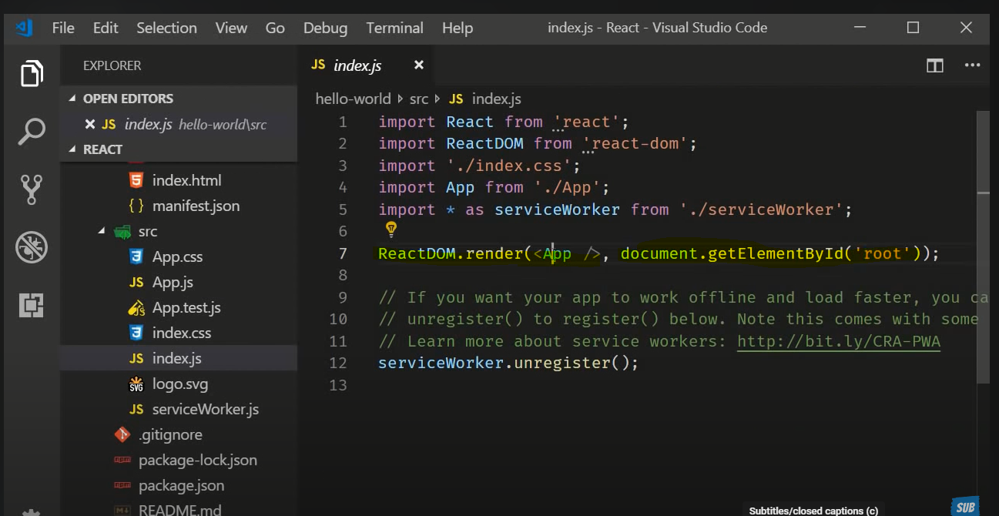 File Edit Selection View Go Debug Terminal Help
index.js - React - Visual Studio Code
EXPLORER
OPEN EDITORS
JS index.js hello-world\src
REACT
index.html
{ } manifest.json
src
App.css
JS App.js
App.test.js
index.css
JS index.js
SVG logo.svg
JS serviceWorker.js
.gitignore
package-lock.json
package.json
README.md
JS index.js
hello-world src JS index.js
1 import React from 'react';
2 import ReactDOM from 'react-dom';
3 import './index.css';
4 import App from './App';
5 import * as serviceWorker from './serviceWorker';
6
7 ReactDOM.render(<App />, document.getElementById('root'));
8
9 // If you want your app to work offline and load faster, you ca
10 // unregister() to register() below. Note this comes with some
11 // Learn more about service workers: http://bit.ly/CRA-PWA
12 serviceWorker.unregister();
13
Subtitles/closed captions (c)
SUB